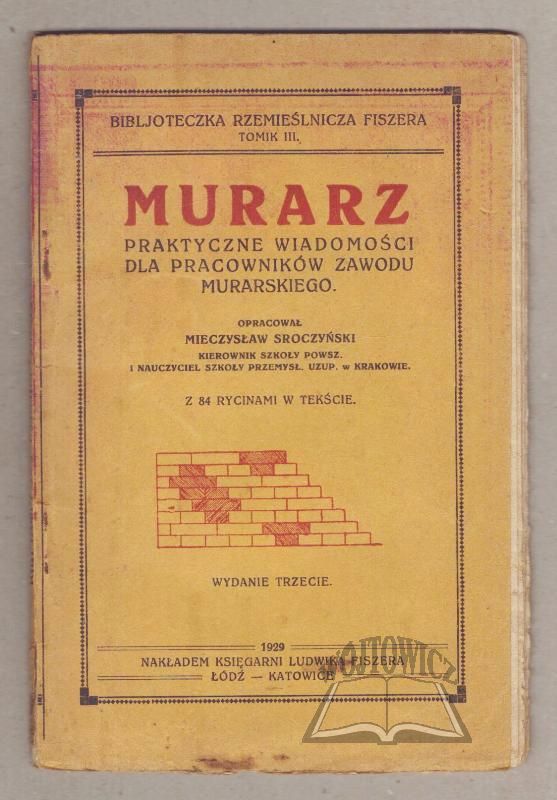 BIBLJOTECZKA RZEMIEŚLNICZA FISZERA
TOMIK III.
MURARZ
PRAKTYCZNE WIADOMOŚCI
DLA PRACOWNIKÓW ZAWODU
MURARSKIEGO.
OPRACOWAŁ
MIECZYSŁAW SROCZYŃSKI
KIEROWNIK SZKOŁY POWSZ.
I NAUCZYCIEL SZKOŁY PRZEMYSŁ. UZUP. w KRAKOWIE.
Z 84 RYCINAMI W TEKŚCIE.
WYDANIE TRZECIE.
1929
NAKŁADEM KSIĘGARNI LUDWIKA FISZERA
ŁÓDŹ — KATOWICE
WÓJTOWICZ